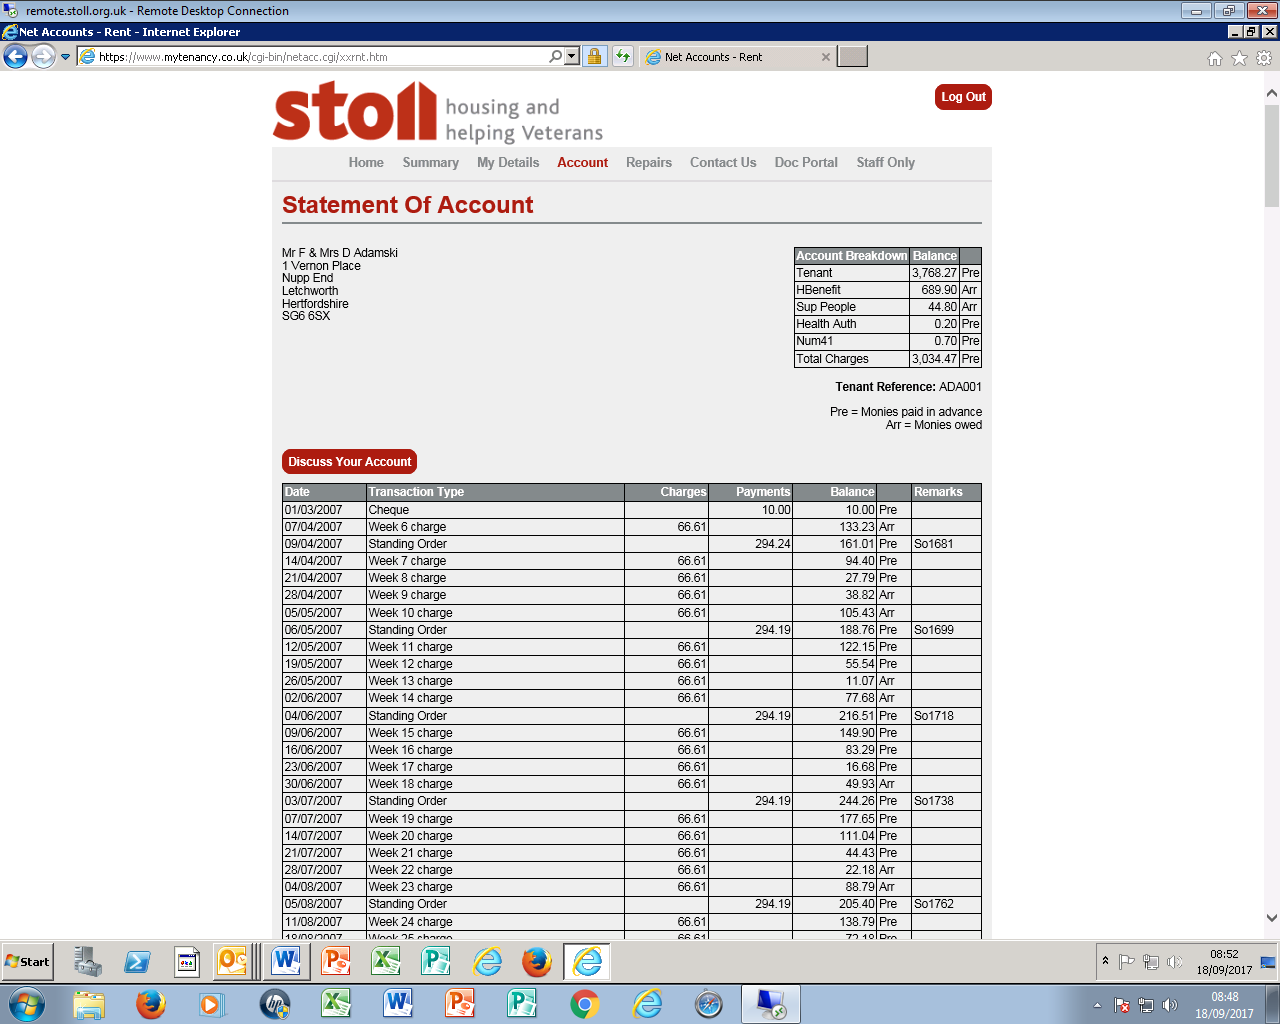 remote.stoll.org.uk - Remote Desktop Connection
Net Accounts - Rent - Internet Explorer
https://www.mytenancy.co.uk/cgi-bin/netacc.cgi/xxrnt.htm
Net Accounts - Rent
stoll housing and helping Veterans
Log Out
Home Summary My Details Account Repairs Contact Us Doc Portal Staff Only
Statement Of Account
Mr F & Mrs D Adamski
1 Vernon Place
Nupp End
Letchworth
Hertfordshire
SG6 6SX
Account Breakdown Balance
Tenant 3,768.27 Pre
HBenefit 689.90 Arr
Sup People 44.80 Arr
Health Auth 0.20 Pre
Num41 0.70 Pre
Total Charges 3,034.47 Pre
Tenant Reference: ADA001
Pre = Monies paid in advance
Arr = Monies owed
Discuss Your Account
Date Transaction Type Charges Payments Balance Remarks
01/03/2007 Cheque 10.00 10.00 Pre
07/04/2007 Week 6 charge 66.61 133.23 Arr
09/04/2007 Standing Order 294.24 161.01 Pre So1681
14/04/2007 Week 7 charge 66.61 94.40 Pre
21/04/2007 Week 8 charge 66.61 27.79 Pre
28/04/2007 Week 9 charge 66.61 38.82 Arr
05/05/2007 Week 10 charge 66.61 105.43 Arr
06/05/2007 Standing Order 294.19 188.76 Pre So1699
12/05/2007 Week 11 charge 66.61 122.15 Pre
19/05/2007 Week 12 charge 66.61 55.54 Pre
26/05/2007 Week 13 charge 66.61 11.07 Arr
02/06/2007 Week 14 charge 66.61 77.68 Arr
04/06/2007 Standing Order 294.19 216.51 Pre So1718
09/06/2007 Week 15 charge 66.61 149.90 Pre
16/06/2007 Week 16 charge 66.61 83.29 Pre
23/06/2007 Week 17 charge 66.61 16.68 Pre
30/06/2007 Week 18 charge 66.61 49.93 Arr
03/07/2007 Standing Order 294.19 244.26 Pre So1738
07/07/2007 Week 19 charge 66.61 177.65 Pre
14/07/2007 Week 20 charge 66.61 111.04 Pre
21/07/2007 Week 21 charge 66.61 44.43 Pre
28/07/2007 Week 22 charge 66.61 22.18 Arr
04/08/2007 Week 23 charge 66.61 88.79 Arr
05/08/2007 Standing Order 294.19 205.40 Pre So1762
11/08/2007 Week 24 charge 66.61 138.79 Pre
18/08/2007 Week 25 charge 66.61 72.18 Pre
Start
08:52
18/09/2017
08:48
18/09/2017